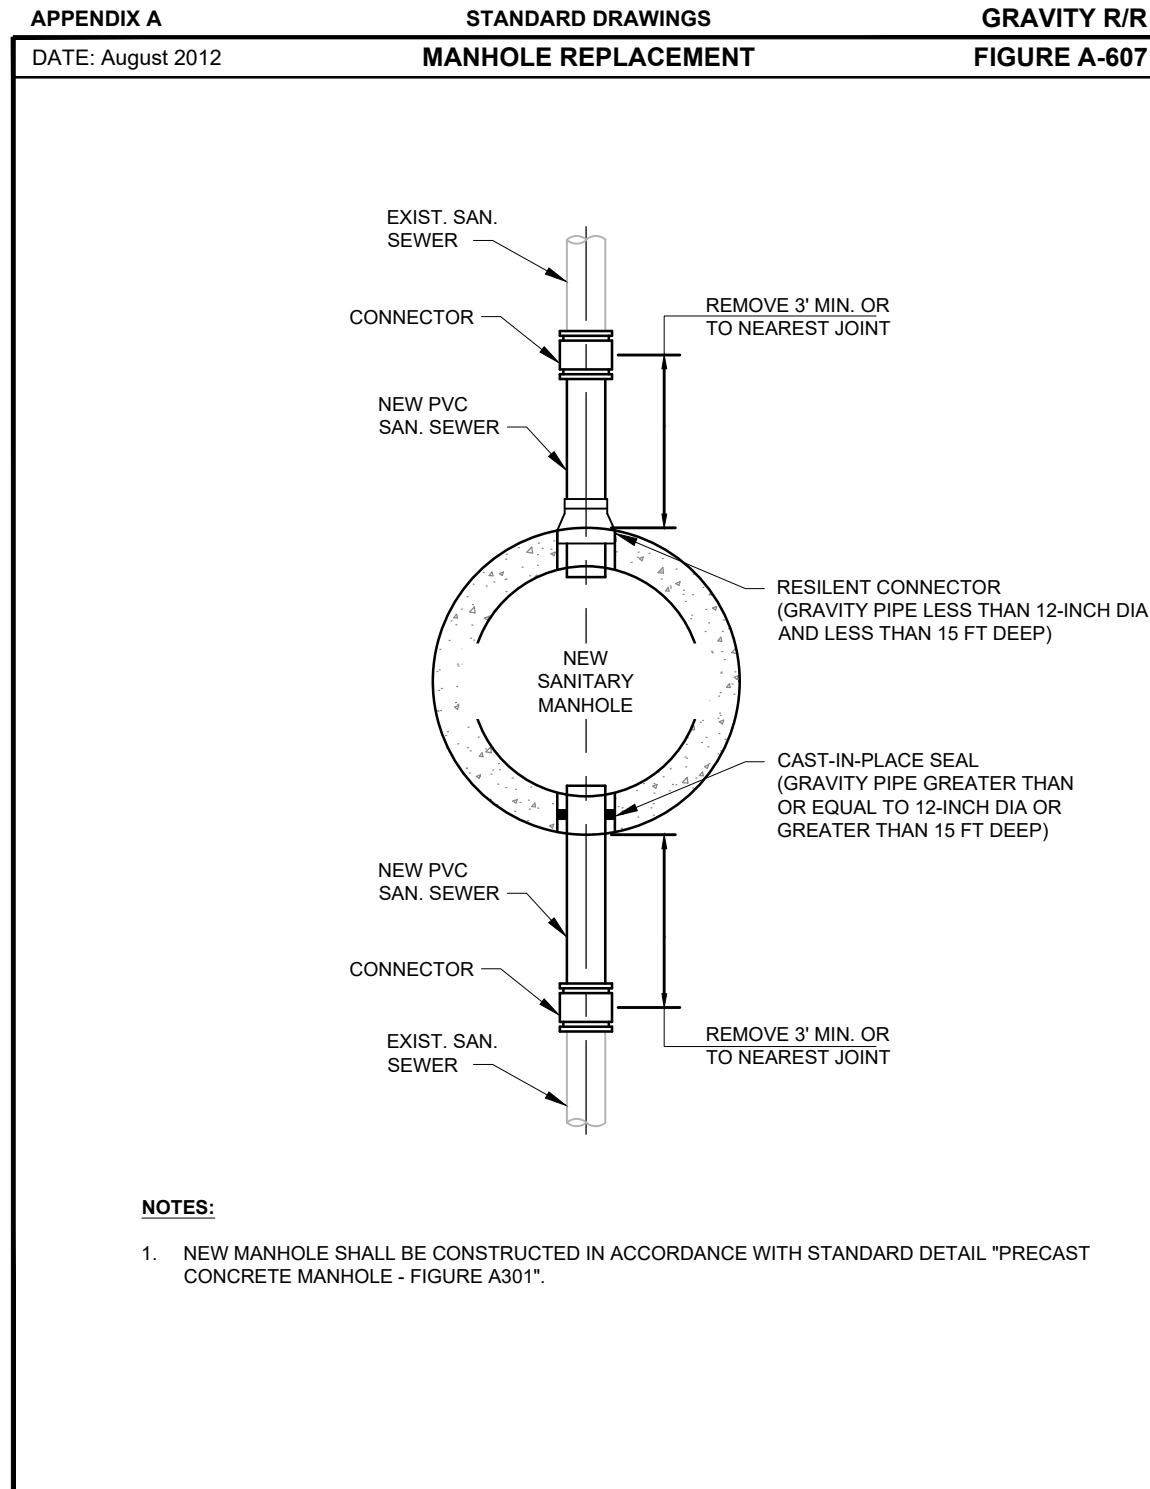 APPENDIX A
STANDARD DRAWINGS
GRAVITY R/R
DATE: August 2012
MANHOLE REPLACEMENT
FIGURE A-607
EXIST. SAN.
SEWER
CONNECTOR
REMOVE 3' MIN. OR
TO NEAREST JOINT
NEW PVC
SAN. SEWER
RESILENT CONNECTOR
(GRAVITY PIPE LESS THAN 12-INCH DIA
AND LESS THAN 15 FT DEEP)
NEW
SANITARY
MANHOLE
CAST-IN-PLACE SEAL
(GRAVITY PIPE GREATER THAN
OR EQUAL TO 12-INCH DIA OR
GREATER THAN 15 FT DEEP)
NEW PVC
SAN. SEWER
CONNECTOR
EXIST. SAN.
SEWER
REMOVE 3' MIN. OR
TO NEAREST JOINT
NOTES:
1. NEW MANHOLE SHALL BE CONSTRUCTED IN ACCORDANCE WITH STANDARD DETAIL "PRECAST
CONCRETE MANHOLE - FIGURE A301".